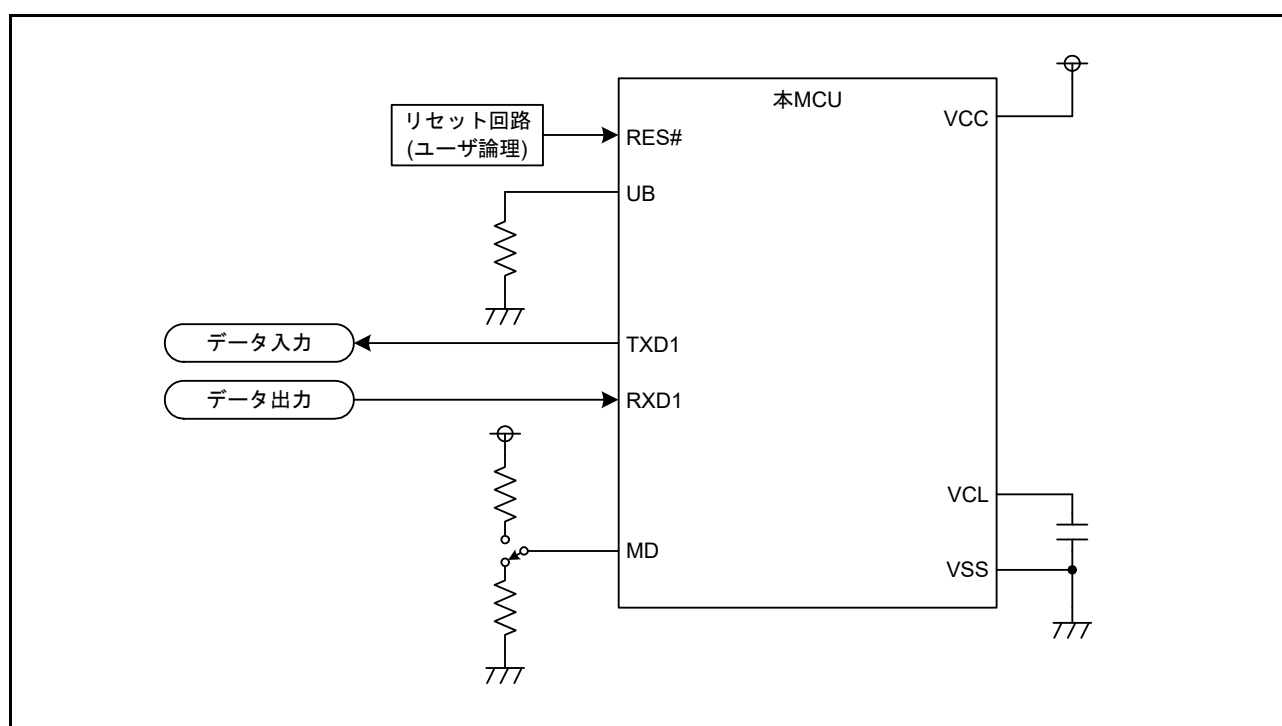 本MCU
VCC
リセット回路
(ユーザ論理)
RES#
UB
データ入力
TXD1
データ出力
RXD1
VCL
MD
VSS